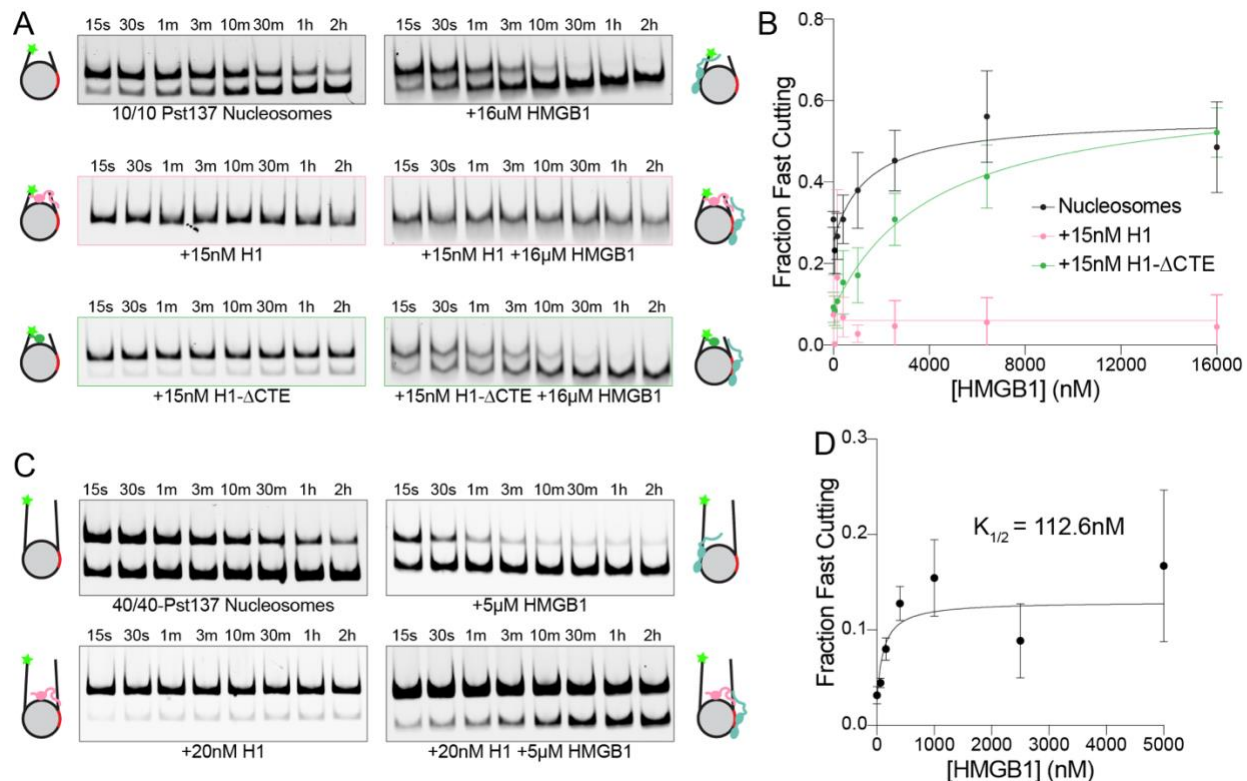 A
15s 30s 1m 3m 10m 30m 1h 2h
10/10 Pst137 Nucleosomes
15s 30s 1m 3m 10m 30m 1h 2h
+16uM HMGB1
15s 30s 1m 3m 10m 30m 1h 2h
+15nM H1
15s 30s 1m 3m 10m 30m 1h 2h
+15nM H1 +16µM HMGB1
15s 30s 1m 3m 10m 30m 1h 2h
+15nM H1-ΔCTE
15s 30s 1m 3m 10m 30m 1h 2h
+15nM H1-ΔCTE +16µM HMGB1
B
Fraction Fast Cutting
0.8
0.6
0.4
0.2
0.0
0 4000 8000 12000 16000
[HMGB1] (nM)
Nucleosomes
+15nM H1
+15nM H1-ΔCTE
C
15s 30s 1m 3m 10m 30m 1h 2h
40/40-Pst137 Nucleosomes
15s 30s 1m 3m 10m 30m 1h 2h
+5µM HMGB1
15s 30s 1m 3m 10m 30m 1h 2h
+20nM H1
15s 30s 1m 3m 10m 30m 1h 2h
+20nM H1 +5µM HMGB1
D
Fraction Fast Cutting
0.3
0.2
0.1
0.0
K1/2 = 112.6nM
0 1000 2000 3000 4000 5000
[HMGB1] (nM)